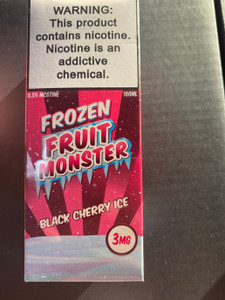 WARNING:
This product
contains nicotine.
Nicotine is an
addictive
chemical.
0.3% NICOTINE 100ML
FROZEN
FRUIT
MONSTER
BLACK CHERRY ICE
3MG